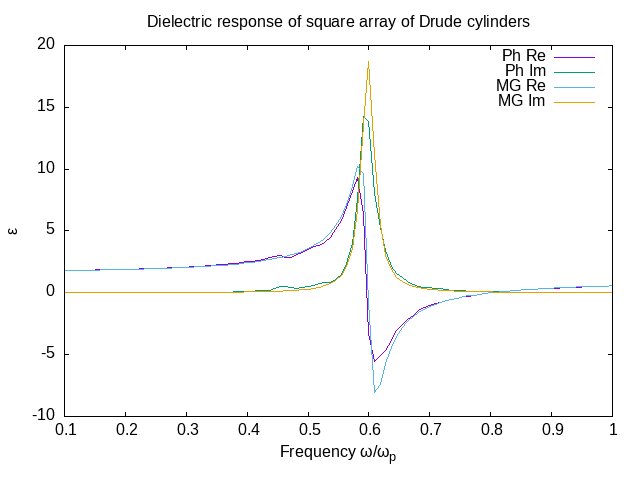 Dielectric response of square array of Drude cylinders
20
15
10
5
0
-5
-10
ε
Ph Re
Ph Im
MG Re
MG Im
0.1 0.2 0.3 0.4 0.5 0.6 0.7 0.8 0.9 1
Frequency ω/ωp